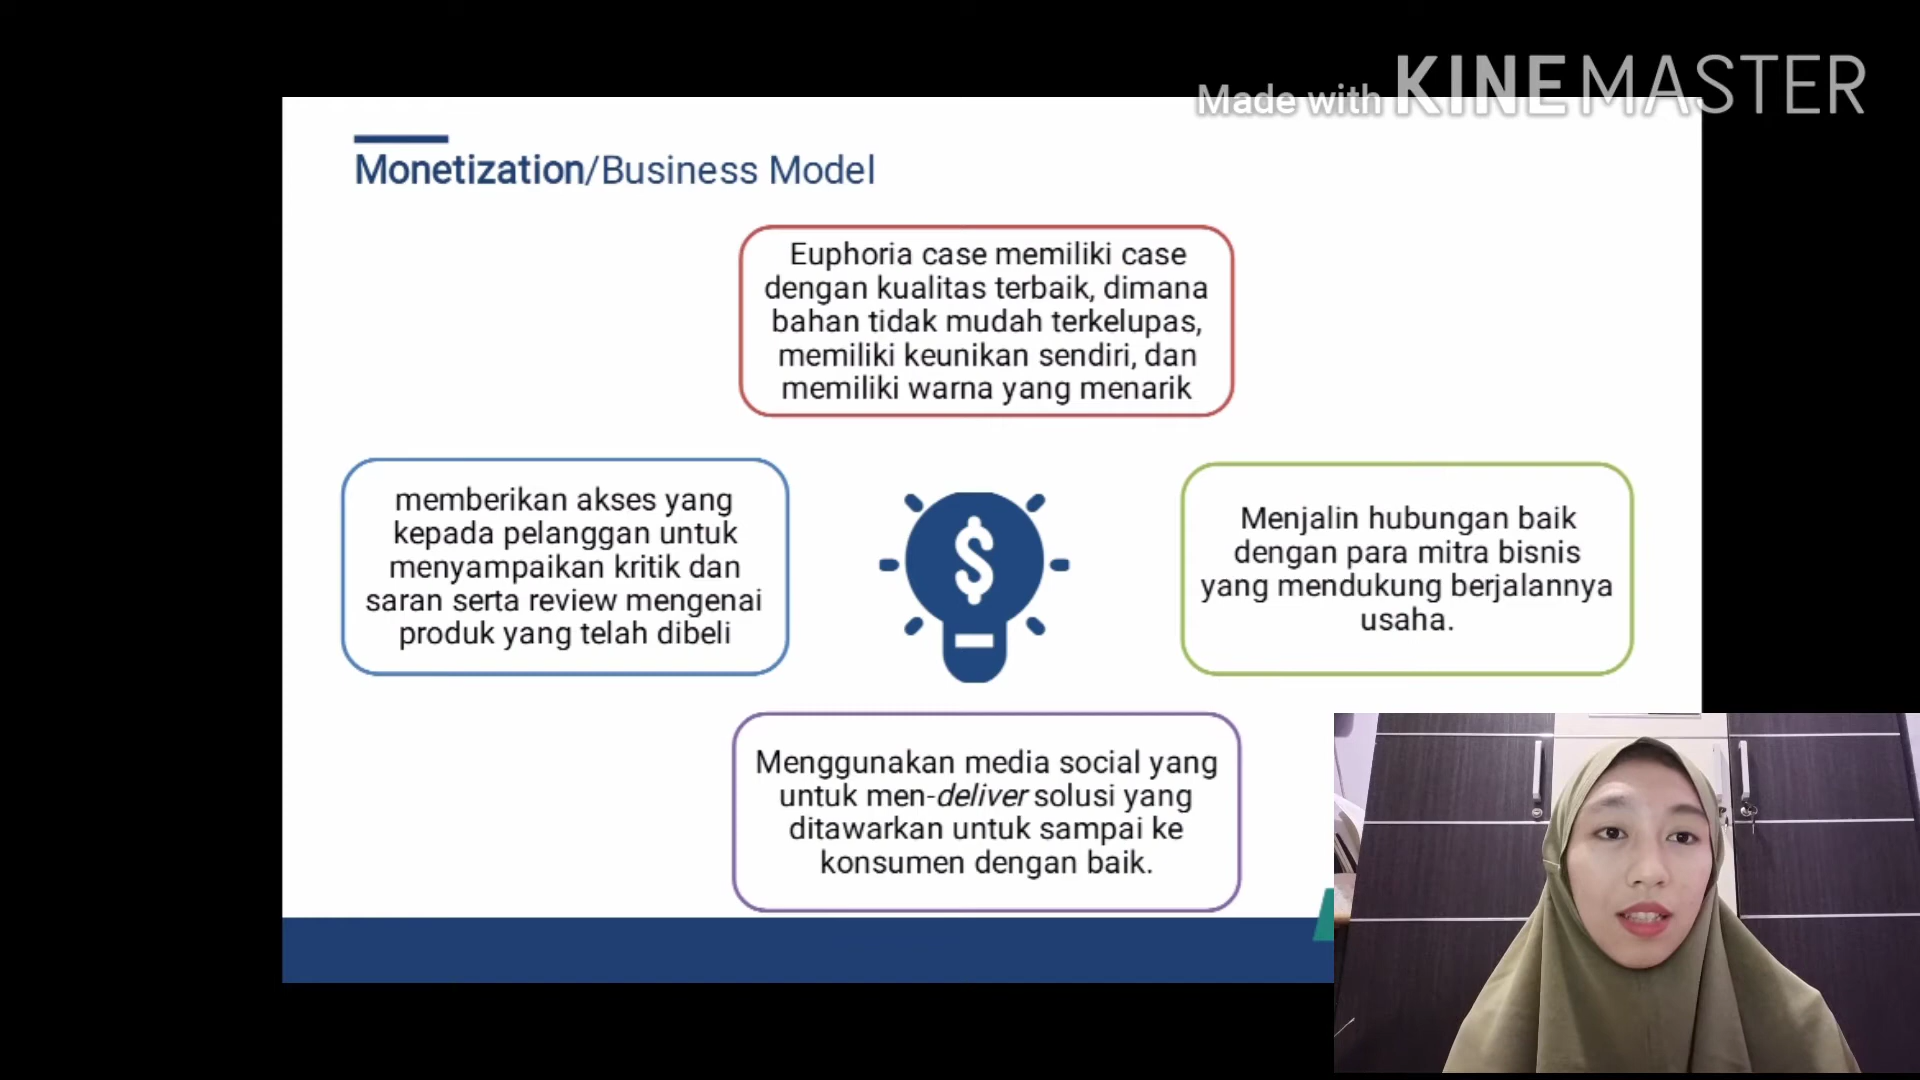 Made with KINEMASTER
Monetization/Business Model
Euphoria case memiliki case
dengan kualitas terbaik, dimana
bahan tidak mudah terkelupas,
memiliki keunikan sendiri, dan
memiliki warna yang menarik
memberikan akses yang
kepada pelanggan untuk
menyampaikan kritik dan
saran serta review mengenai
produk yang telah dibeli
$
Menjalin hubungan baik
dengan para mitra bisnis
yang mendukung berjalannya
usaha.
Menggunakan media social yang
untuk men-deliver solusi yang
ditawarkan untuk sampai ke
konsumen dengan baik.